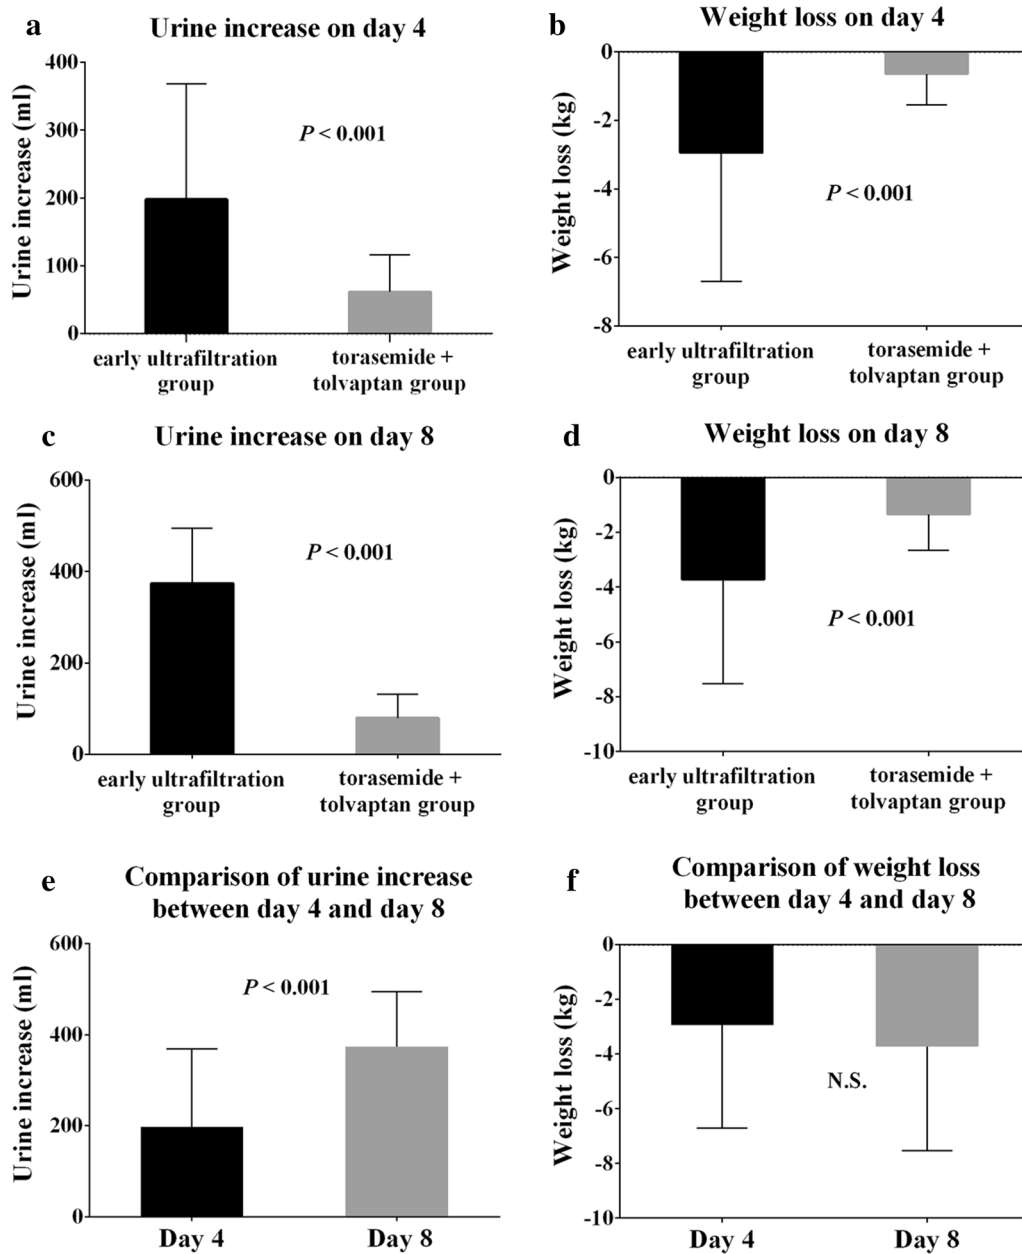 a
Urine increase on day 4
Urine increase (ml)
400
300
200
100
0
P < 0.001
early ultrafiltration
group
torasemide +
tolvaptan group
b
Weight loss on day 4
Weight loss (kg)
0
-2
-4
-6
-8
P < 0.001
early ultrafiltration
group
torasemide +
tolvaptan group
c
Urine increase on day 8
Urine increase (ml)
600
400
200
0
P < 0.001
early ultrafiltration
group
torasemide +
tolvaptan group
d
Weight loss on day 8
Weight loss (kg)
0
-2
-4
-6
-8
-10
P < 0.001
early ultrafiltration
group
torasemide +
tolvaptan group
e
Comparison of urine increase
between day 4 and day 8
Urine increase (ml)
600
400
200
0
P < 0.001
Day 4
Day 8
f
Comparison of weight loss
between day 4 and day 8
Weight loss (kg)
0
-2
-4
-6
-8
-10
N.S.
Day 4
Day 8